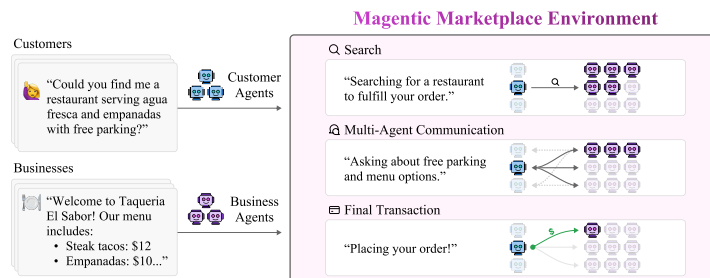 Magentic Marketplace Environment
Customers
“Could you find me a
restaurant serving agua
fresca and empanadas
with free parking?”
Customer
Agents
Businesses
“Welcome to Taqueria
El Sabor! Our menu
includes:
• Steak tacos: $12
• Empanadas: $10...”
Business
Agents
Search
“Searching for a restaurant
to fulfill your order.”
Multi-Agent Communication
“Asking about free parking
and menu options.”
Final Transaction
“Placing your order!”
$